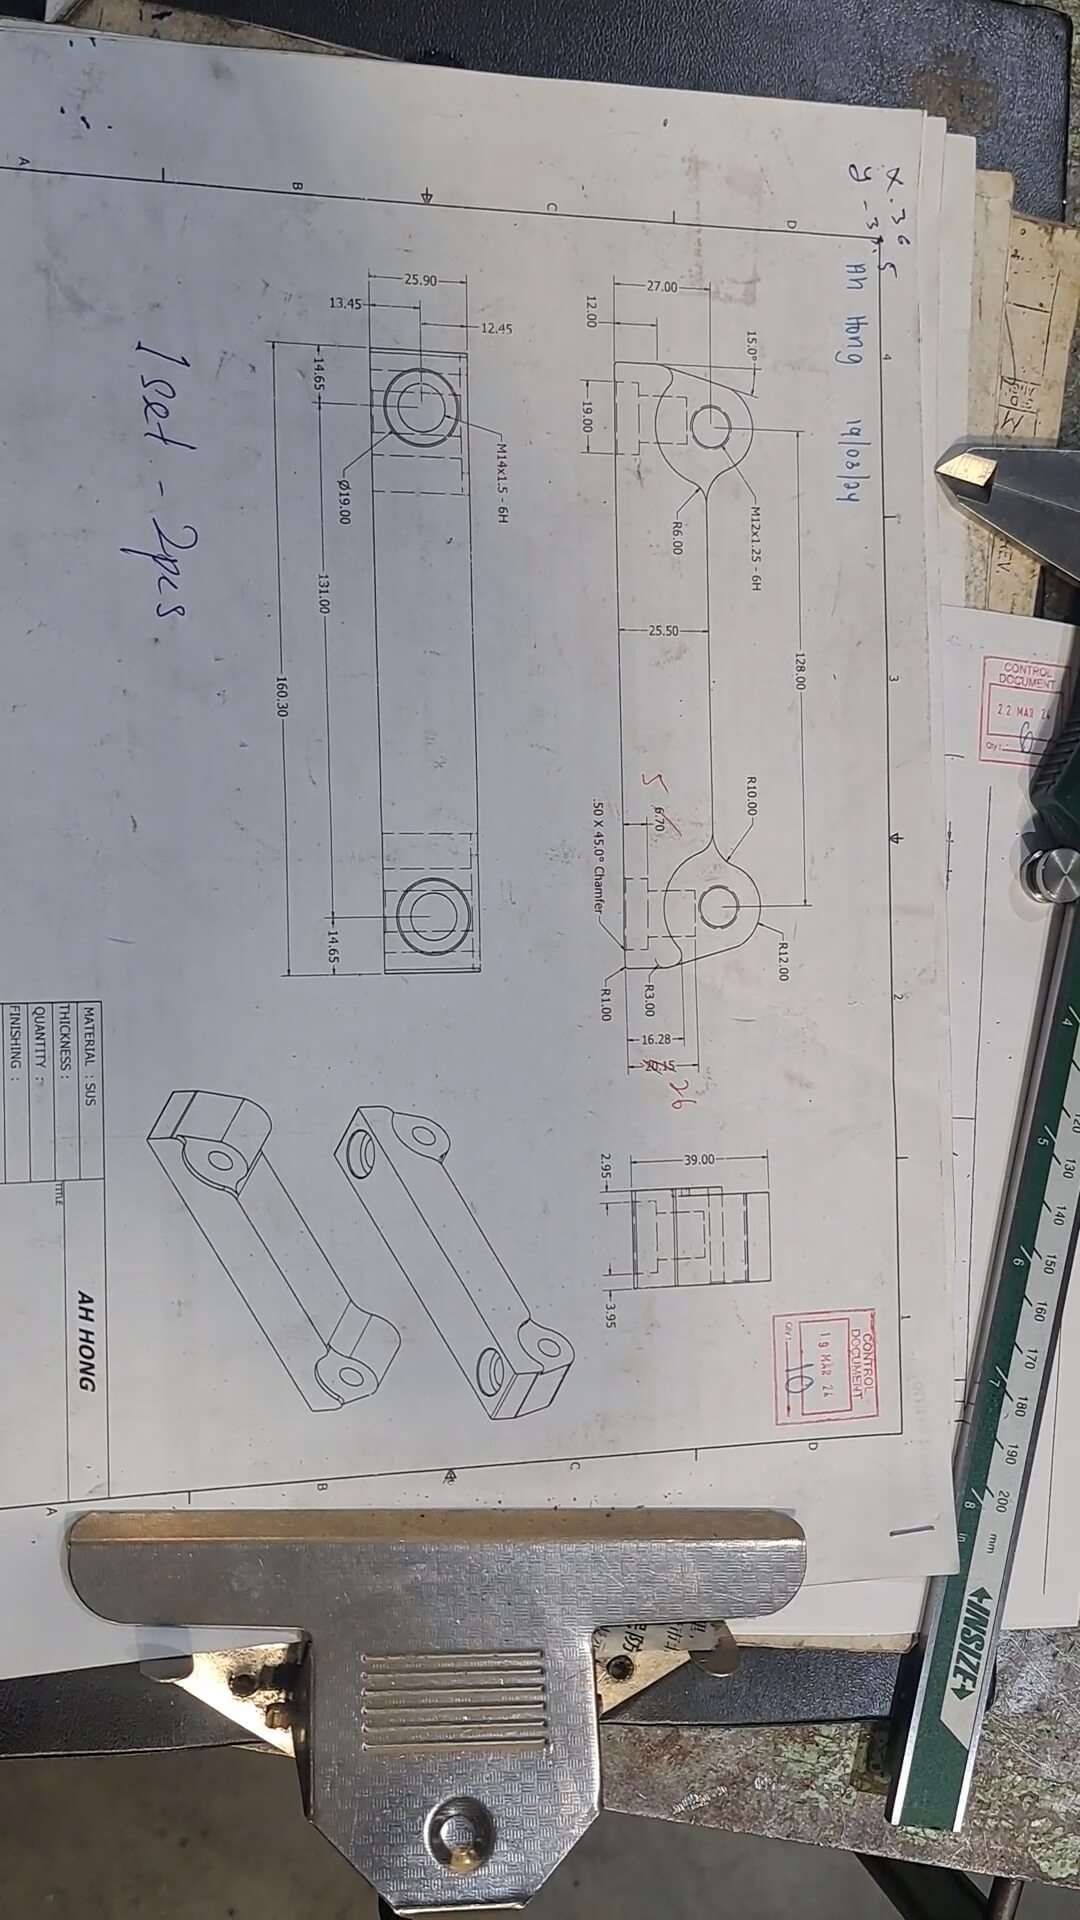 X. 36
y - 37.5
Ah Hong 19/03/24
A
B
C
D
4
3
2
1
27.00
12.00
15.0°
19.00
M12x1.25 - 6H
R6.00
128.00
25.50
5
6.70
R10.00
.50 X 45.0° Chamfer
R12.00
R3.00
R1.00
16.28
20.15
26
25.90
13.45
12.45
14.65
M14x1.5 - 6H
Ø19.00
131.00
160.30
14.65
39.00
2.95
3.95
1 set - 2pcs
CONTROL
DOCUMENT
19 MAR 24
Qty:
10
MATERIAL : SUS
THICKNESS :
QUANTITY :
FINISHING :
TITLE
AH HONG
D
C
B
A
CONTROL
DOCUMENT
22 MAR 24
Qty:
REV.
4
5
6
7
8
in
120
130
140
150
160
170
180
190
200
mm
INSIZE